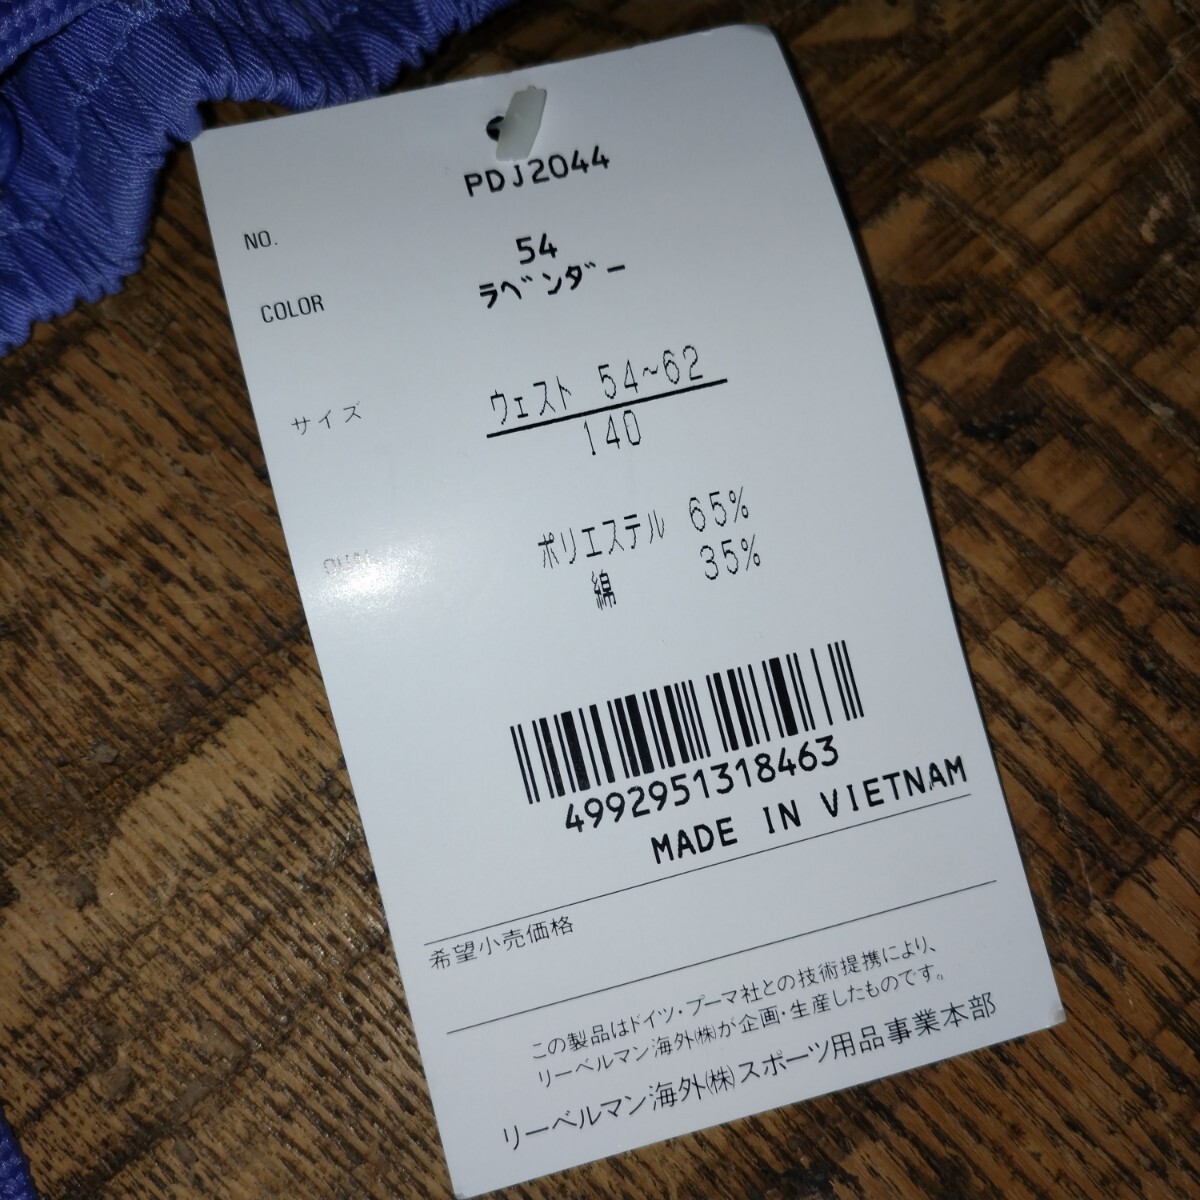 PDJ2044
NO.
54
COLOR ラベンダー
サイズ ウェスト 54~62
140
ポリエステル 65%
綿 35%
4992951318463
MADE IN VIETNAM
希望小売価格
この製品はドイツ・プーマ社との技術提携により、
リーベルマン海外㈱が企画・生産したものです。
リーベルマン海外㈱スポーツ用品事業本部